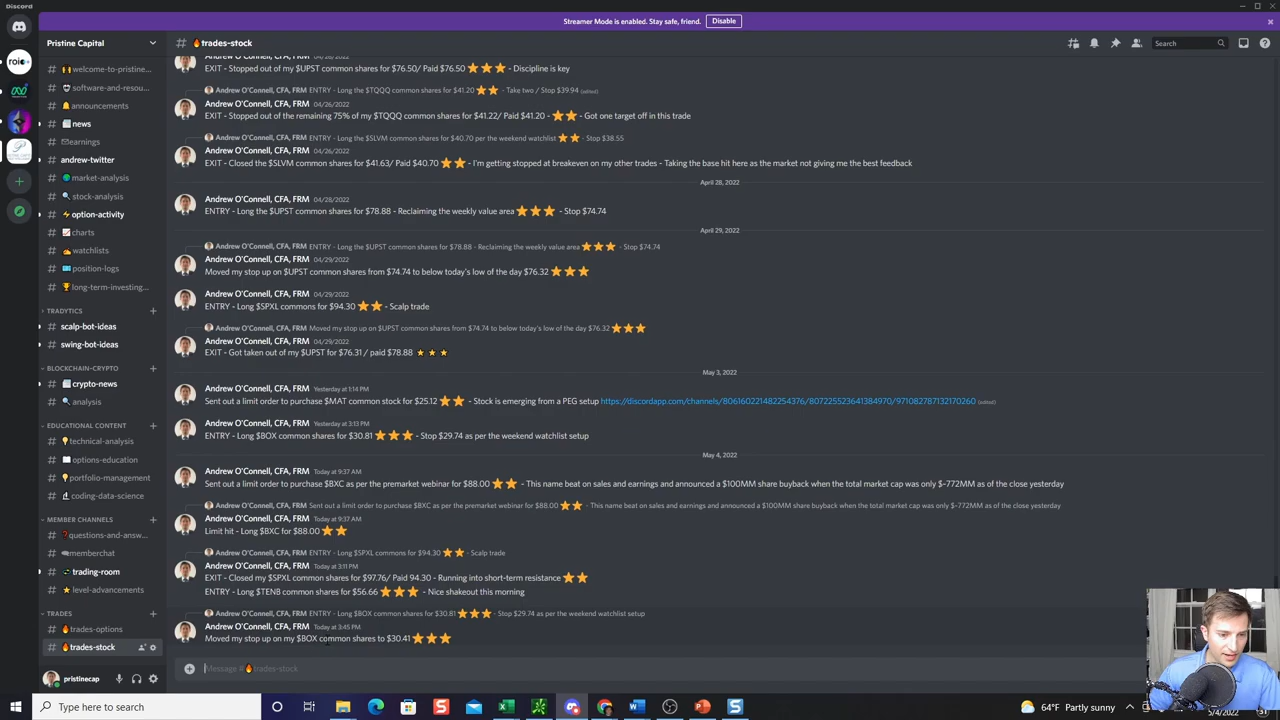 Discord
Streamer Mode is enabled. Stay safe, friend. Disable
Pristine Capital
# trades-stock
Search
# welcome-to-pristine...
# software-and-resou...
# announcements
# news
# earnings
# andrew-twitter
# market-analysis
# stock-analysis
# option-activity
# charts
# watchlists
# position-logs
# long-term-investing...
TRADYTICS
# scalp-bot-ideas
# swing-bot-ideas
BLOCKCHAIN-CRYPTO
# crypto-news
# analysis
EDUCATIONAL CONTENT
# technical-analysis
# options-education
# portfolio-management
# coding-data-science
MEMBER CHANNELS
# questions-and-answ...
# memberchat
# trading-room
# level-advancements
TRADES
# trades-options
# trades-stock
pristinecap
Andrew O'Connell, CFA, FRM 04/26/2022
EXIT - Stopped out of my $UPST common shares for $76.50/ Paid $76.50 ⭐⭐⭐ - Discipline is key
Andrew O'Connell, CFA, FRM ENTRY - Long the $TQQQ common shares for $41.20 ⭐⭐ - Take two / Stop $39.94 (edited)
Andrew O'Connell, CFA, FRM 04/26/2022
EXIT - Stopped out of the remaining 75% of my $TQQQ common shares for $41.22/ Paid $41.20 - ⭐⭐ - Got one target off in this trade
Andrew O'Connell, CFA, FRM ENTRY - Long the $SLVM common shares for $40.70 per the weekend watchlist ⭐⭐ - Stop $38.55
Andrew O'Connell, CFA, FRM 04/26/2022
EXIT - Closed the $SLVM common shares for $41.63/ Paid $40.70 ⭐⭐ - I'm getting stopped at breakeven on my other trades - Taking the base hit here as the market not giving me the best feedback
April 28, 2022
Andrew O'Connell, CFA, FRM 04/28/2022
ENTRY - Long the $UPST common shares for $78.88 - Reclaiming the weekly value area ⭐⭐⭐ - Stop $74.74
April 29, 2022
Andrew O'Connell, CFA, FRM ENTRY - Long the $UPST common shares for $78.88 - Reclaiming the weekly value area ⭐⭐⭐ - Stop $74.74
Andrew O'Connell, CFA, FRM 04/29/2022
Moved my stop up on $UPST common shares from $74.74 to below today's low of the day $76.32 ⭐⭐⭐
Andrew O'Connell, CFA, FRM 04/29/2022
ENTRY - Long $SPXL commons for $94.30 ⭐⭐ - Scalp trade
Andrew O'Connell, CFA, FRM Moved my stop up on $UPST common shares from $74.74 to below today's low of the day $76.32 ⭐⭐⭐
Andrew O'Connell, CFA, FRM 04/29/2022
EXIT - Got taken out of my $UPST for $76.31/ paid $78.88 ⭐⭐⭐
May 3, 2022
Andrew O'Connell, CFA, FRM Yesterday at 1:14 PM
Sent out a limit order to purchase $MAT common stock for $25.12 ⭐⭐ - Stock is emerging from a PEG setup https://discordapp.com/channels/806160221482254376/807225523641384970/971082787132170260 (edited)
Andrew O'Connell, CFA, FRM Yesterday at 3:13 PM
ENTRY - Long $BOX common shares for $30.81 ⭐⭐⭐ - Stop $29.74 as per the weekend watchlist setup
May 4, 2022
Andrew O'Connell, CFA, FRM Today at 9:37 AM
Sent out a limit order to purchase $BXC as per the premarket webinar for $88.00 ⭐⭐ - This name beat on sales and earnings and announced a $100MM share buyback when the total market cap was only $~772MM as of the close yesterday
Andrew O'Connell, CFA, FRM Sent out a limit order to purchase $BXC as per the premarket webinar for $88.00 ⭐⭐ - This name beat on sales and earnings and announced a $100MM share buyback when the total market cap was only $~772MM as of the close yesterday
Andrew O'Connell, CFA, FRM Today at 9:37 AM
Limit hit - Long $BXC for $88.00 ⭐⭐
Andrew O'Connell, CFA, FRM ENTRY - Long $SPXL commons for $94.30 ⭐⭐ - Scalp trade
Andrew O'Connell, CFA, FRM Today at 3:11 PM
EXIT - Closed my $SPXL common shares for $97.76/ Paid 94.30 - Running into short-term resistance ⭐⭐
ENTRY - Long $TENB common shares for $56.66 ⭐⭐⭐ - Nice shakeout this morning
Andrew O'Connell, CFA, FRM ENTRY - Long $BOX common shares for $30.81 ⭐⭐⭐ - Stop $29.74 as per the weekend watchlist setup
Andrew O'Connell, CFA, FRM Today at 3:45 PM
Moved my stop up on my $BOX common shares to $30.41 ⭐⭐⭐
Message #🔥trades-stock
Type here to search
64°F Partly sunny
5/4/2022